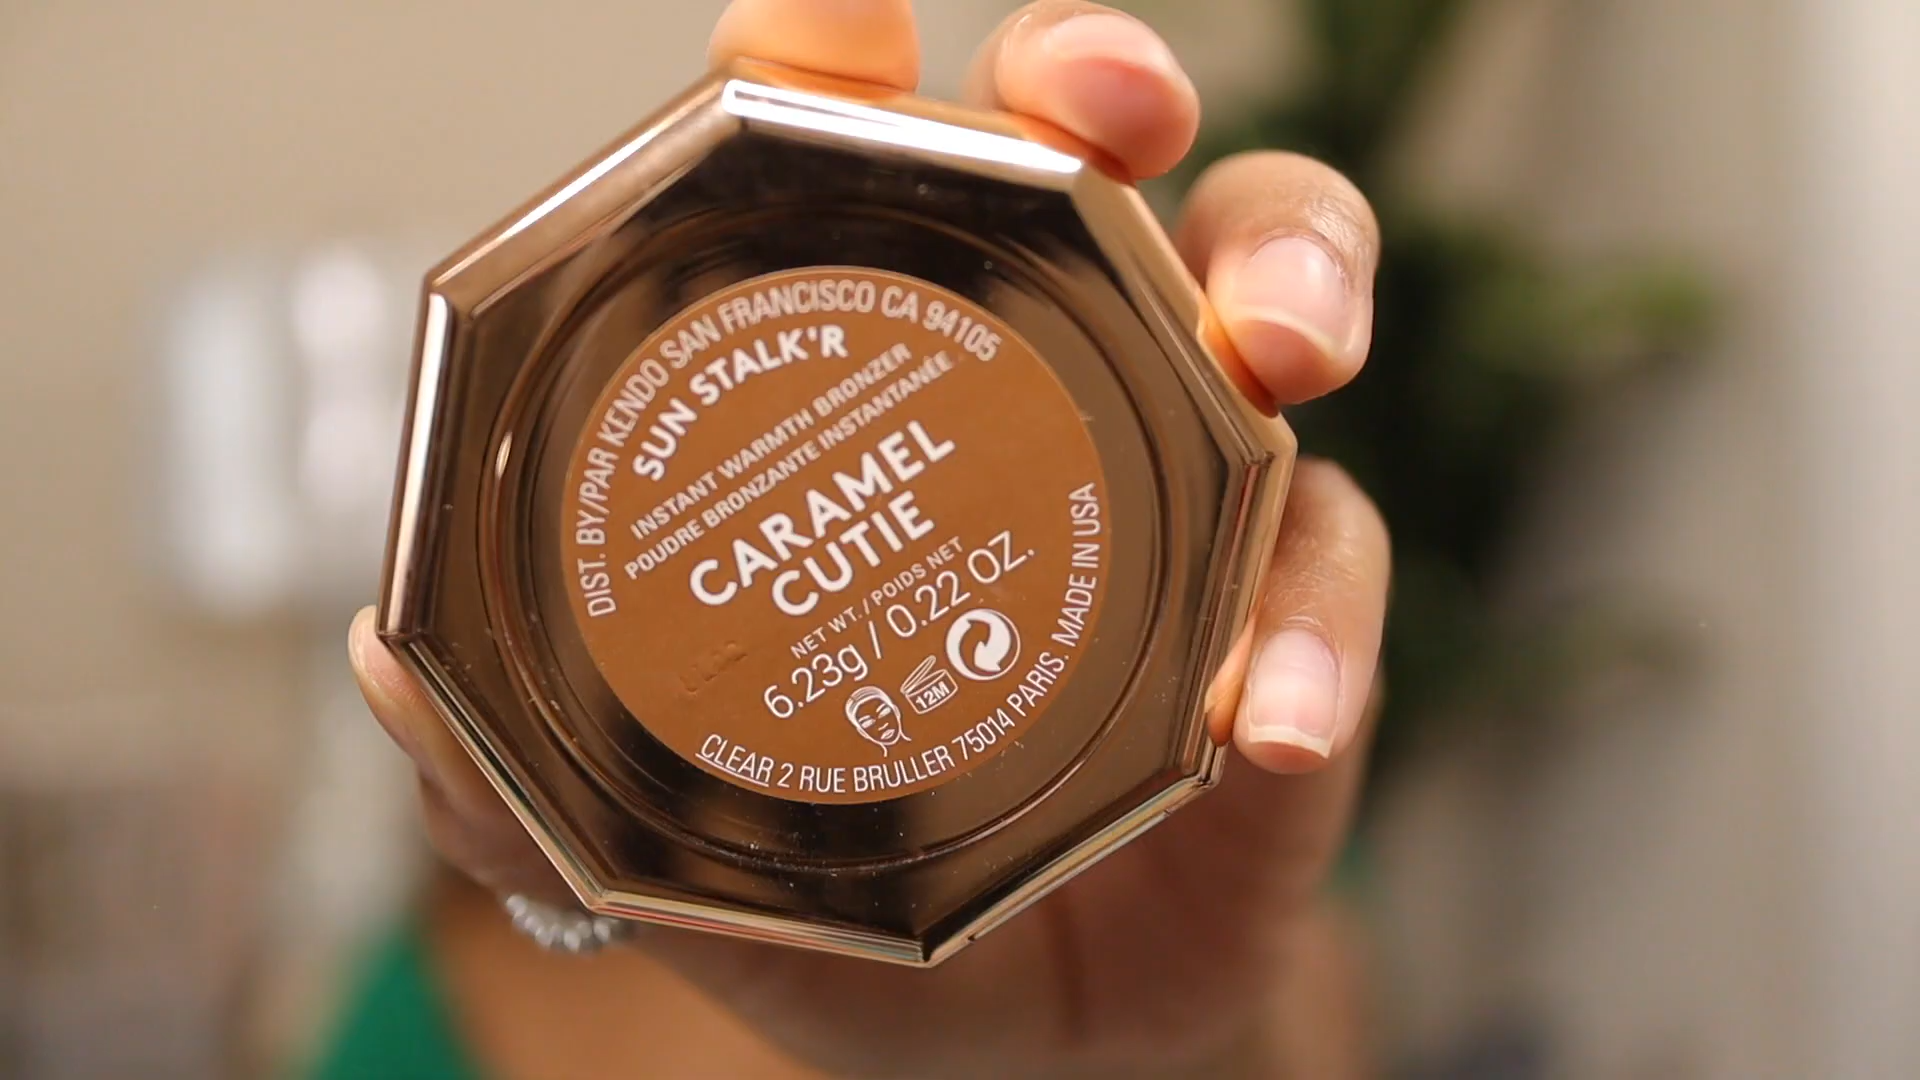 DIST. BY/PAR KENDO SAN FRANCISCO CA 94105
SUN STALK'R
INSTANT WARMTH BRONZER
POUDRE BRONZANTE INSTANTANÉE
CARAMEL
CUTIE
NET WT. / POIDS NET
6.23g / 0.22 OZ.
12M
CLEAR 2 RUE BRULLER 75014 PARIS. MADE IN USA